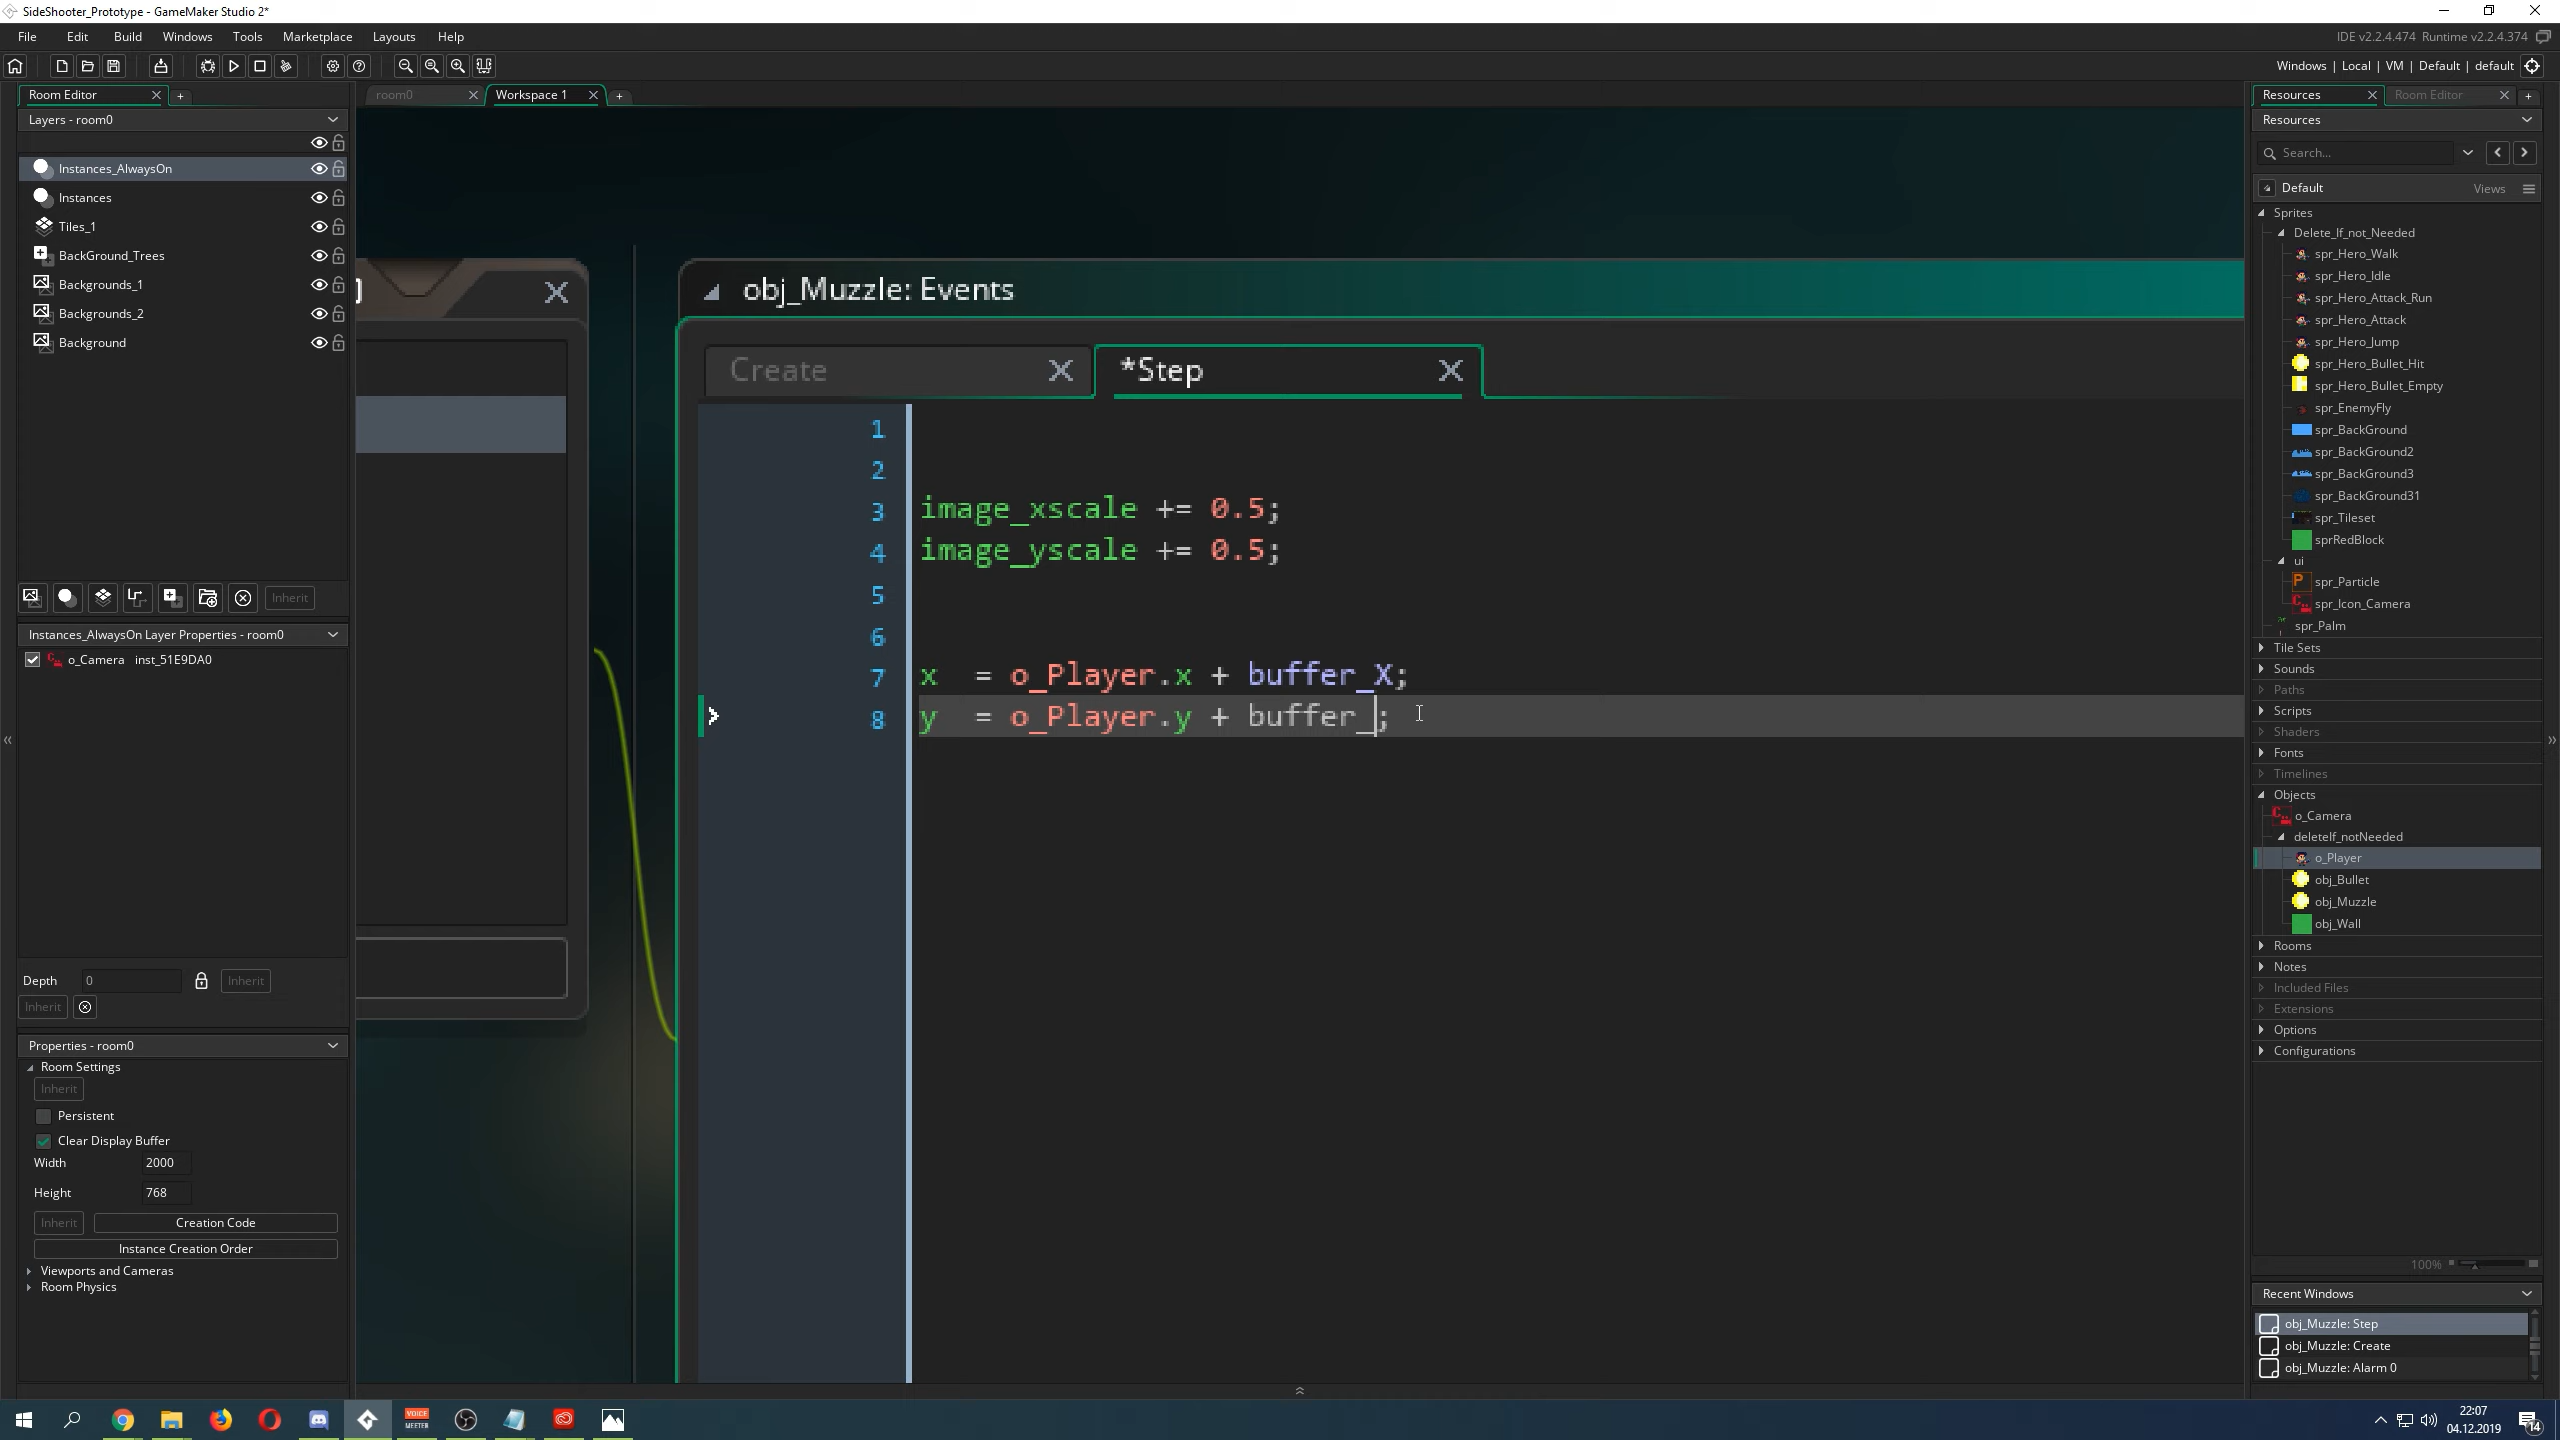 SideShooter_Prototype - GameMaker Studio 2*
File Edit Build Windows Tools Marketplace Layouts Help
IDE v2.2.4.474 Runtime v2.2.4.374
Windows | Local | VM | Default | default
Room Editor
Layers - room0
Instances_AlwaysOn
Instances
Tiles_1
BackGround_Trees
Backgrounds_1
Backgrounds_2
Background
Inherit
Instances_AlwaysOn Layer Properties - room0
o_Camera inst_51E9DA0
Depth 0 Inherit
Inherit
Properties - room0
Room Settings
Inherit
Persistent
Clear Display Buffer
Width 2000
Height 768
Inherit Creation Code
Instance Creation Order
Viewports and Cameras
Room Physics
room0 Workspace 1
obj_Muzzle: Events
Create *Step
1
2
3 image_xscale += 0.5;
4 image_yscale += 0.5;
5
6
7 x = o_Player.x + buffer_X;
8 y = o_Player.y + buffer_;
Resources Room Editor
Resources
Search...
Default Views
Sprites
Delete_If_not_Needed
spr_Hero_Walk
spr_Hero_Idle
spr_Hero_Attack_Run
spr_Hero_Attack
spr_Hero_Jump
spr_Hero_Bullet_Hit
spr_Hero_Bullet_Empty
spr_EnemyFly
spr_BackGround
spr_BackGround2
spr_BackGround3
spr_BackGround31
spr_Tileset
sprRedBlock
ui
spr_Particle
spr_Icon_Camera
spr_Palm
Tile Sets
Sounds
Paths
Scripts
Shaders
Fonts
Timelines
Objects
o_Camera
deleteIf_notNeeded
o_Player
obj_Bullet
obj_Muzzle
obj_Wall
Rooms
Notes
Included Files
Extensions
Options
Configurations
100%
Recent Windows
obj_Muzzle: Step
obj_Muzzle: Create
obj_Muzzle: Alarm 0
VOICE
MEETER
22:07
04.12.2019
14